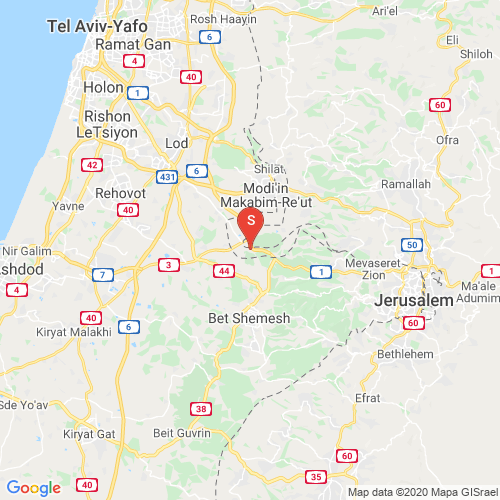 Rosh Haayin
Ari'el
Tel Aviv-Yafo
6
5
Ramat Gan
Eli
4
Shiloh
40
Holon
1
60
Rishon
LeTsiyon
Lod
Ofra
42
6
Shilat
431
Modi'in
Makabim-Re'ut
Ramallah
Rehovot
Yavne
40
S
50
Nir Galim
3
Mevaseret
Zion
1
Ashdod
7
44
1
Ma'ale
Adumim
4
Jerusalem
40
Bet Shemesh
60
Kiryat Malakhi
6
Bethlehem
Sde Yo'av
Efrat
38
Kiryat Gat
Beit Guvrin
60
35
40
Google
Map data ©2020 Mapa GISrael